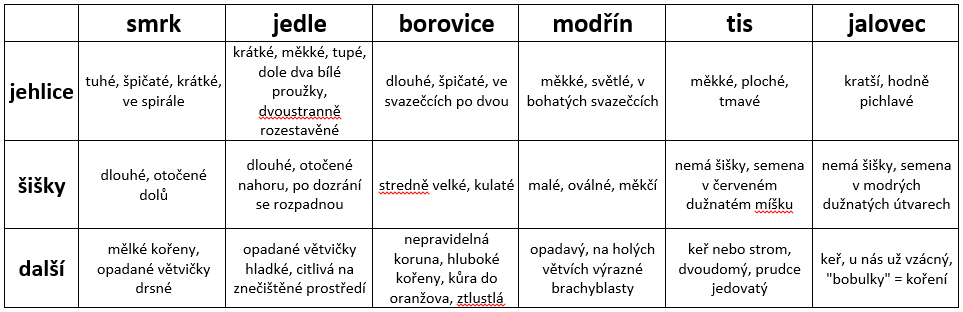 smrk
jedle
borovice
modřín
tis
jalovec
jehlice
tuhé, špičaté, krátké,
ve spirále
krátké, měkké, tupé,
dole dva bílé
proužky,
dvoustranně
rozestavěné
dlouhé, špičaté, ve
svazečcích po dvou
měkké, světlé, v
bohatých svazečcích
měkké, ploché,
tmavé
kratší, hodně
pichlavé
šišky
dlouhé, otočené
dolů
dlouhé, otočené
nahoru, po dozrání
se rozpadnou
stredně velké, kulaté
malé, oválné, měkčí
nemá šišky, semena
v červeném
dužnatém míšku
nemá šišky, semena
v modrých
dužnatých útvarech
další
mělké kořeny,
opadané větvičky
drsné
opadané větvičky
hladké, citlivá na
znečištěné prostředí
nepravidelná
koruna, hluboké
kořeny, kůra do
oranžova, ztlustlá
opadavý, na holých
větvích výrazné
brachyblasty
keř nebo strom,
dvoudomý, prudce
jedovatý
keř, u nás už vzácný,
"bobulky" = koření